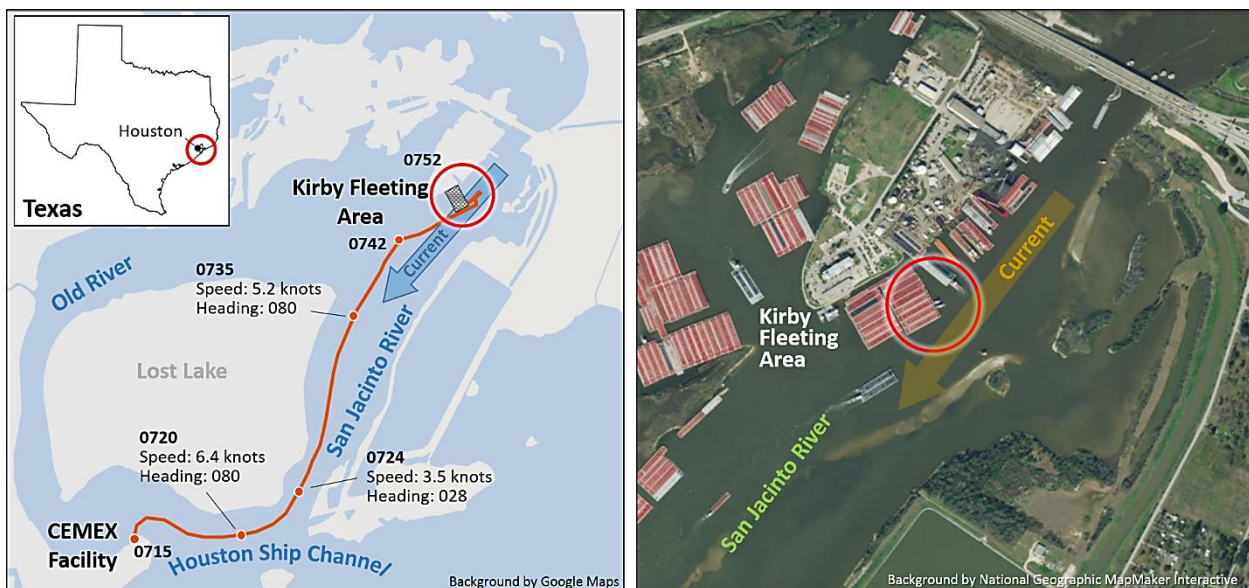 Houston
Texas
0752
Kirby Fleeting
Area
0742
Current
0735
Speed: 5.2 knots
Heading: 080
Old River
San Jacinto River
Lost Lake
0720
Speed: 6.4 knots
Heading: 080
0724
Speed: 3.5 knots
Heading: 028
CEMEX
Facility
0715
Houston Ship Channel
Background by Google Maps
Current
Kirby
Fleeting
Area
San Jacinto River
Background by National Geographic MapMaker Interactive